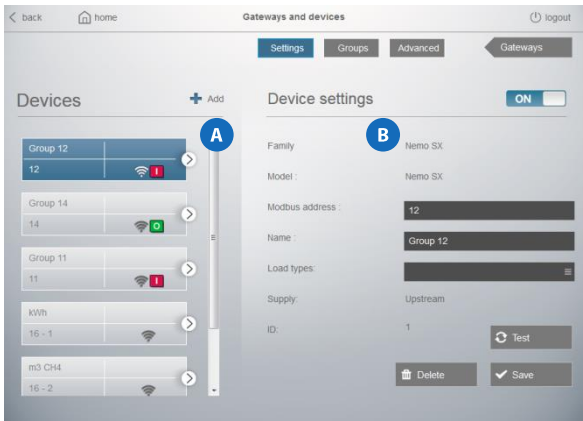 back home Gateways and devices logout
Settings Groups Advanced Gateways
Devices Add
Device settings ON
A
B
Group 12
12 I
Group 14
14 O
Group 11
11 I
kWh
16 - 1
m3 CH4
16 - 2
Family Nemo SX
Model : Nemo SX
Modbus address : 12
Name : Group 12
Load types:
Supply: Upstream
ID: 1
Test
Delete Save